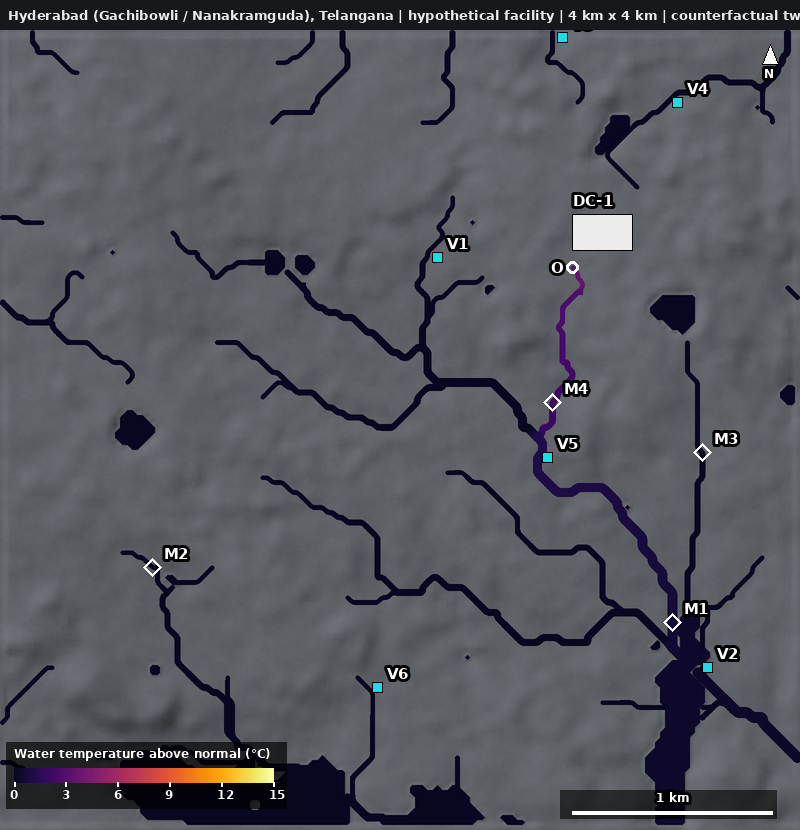 Hyderabad (Gachibowli / Nanakramguda), Telangana | hypothetical facility | 4 km x 4 km | counterfactual tw
N
V4
DC-1
V1
O
M4
M3
V5
M2
M1
V2
V6
Water temperature above normal (°C)
0 3 6 9 12 15
1 km